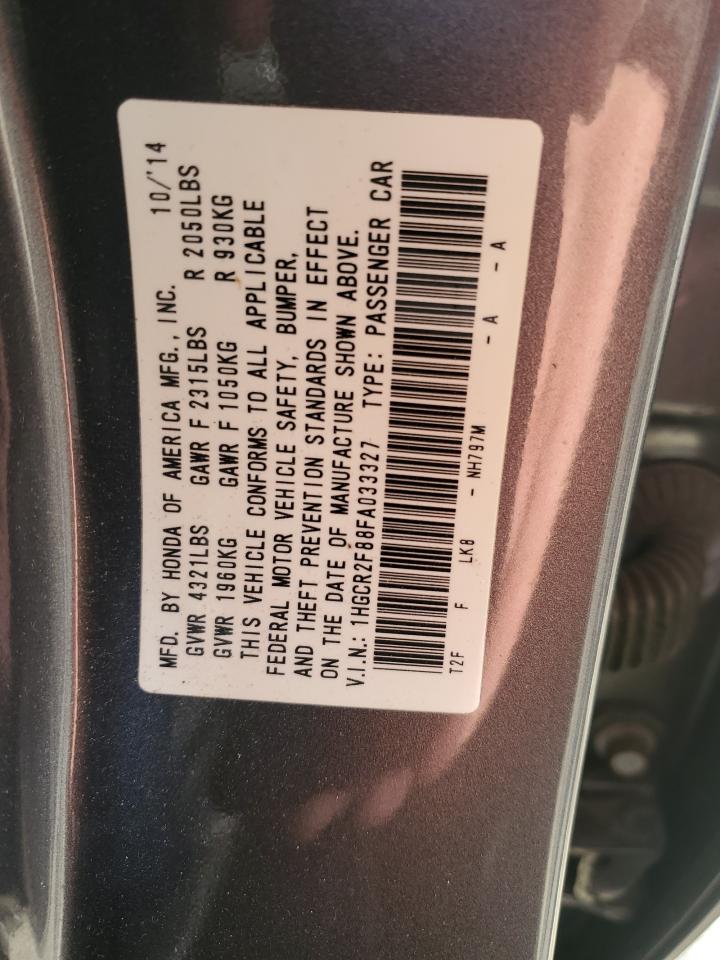 MFD. BY HONDA OF AMERICA MFG., INC. 10/'14
GVWR 4321LBS GAWR F 2315LBS R 2050LBS
GVWR 1960KG GAWR F 1050KG R 930KG
THIS VEHICLE CONFORMS TO ALL APPLICABLE
FEDERAL MOTOR VEHICLE SAFETY, BUMPER,
AND THEFT PREVENTION STANDARDS IN EFFECT
ON THE DATE OF MANUFACTURE SHOWN ABOVE.
V.I.N.: 1HGCR2F88FA033327 TYPE: PASSENGER CAR
T2F F LK8 - NH797M - A - A